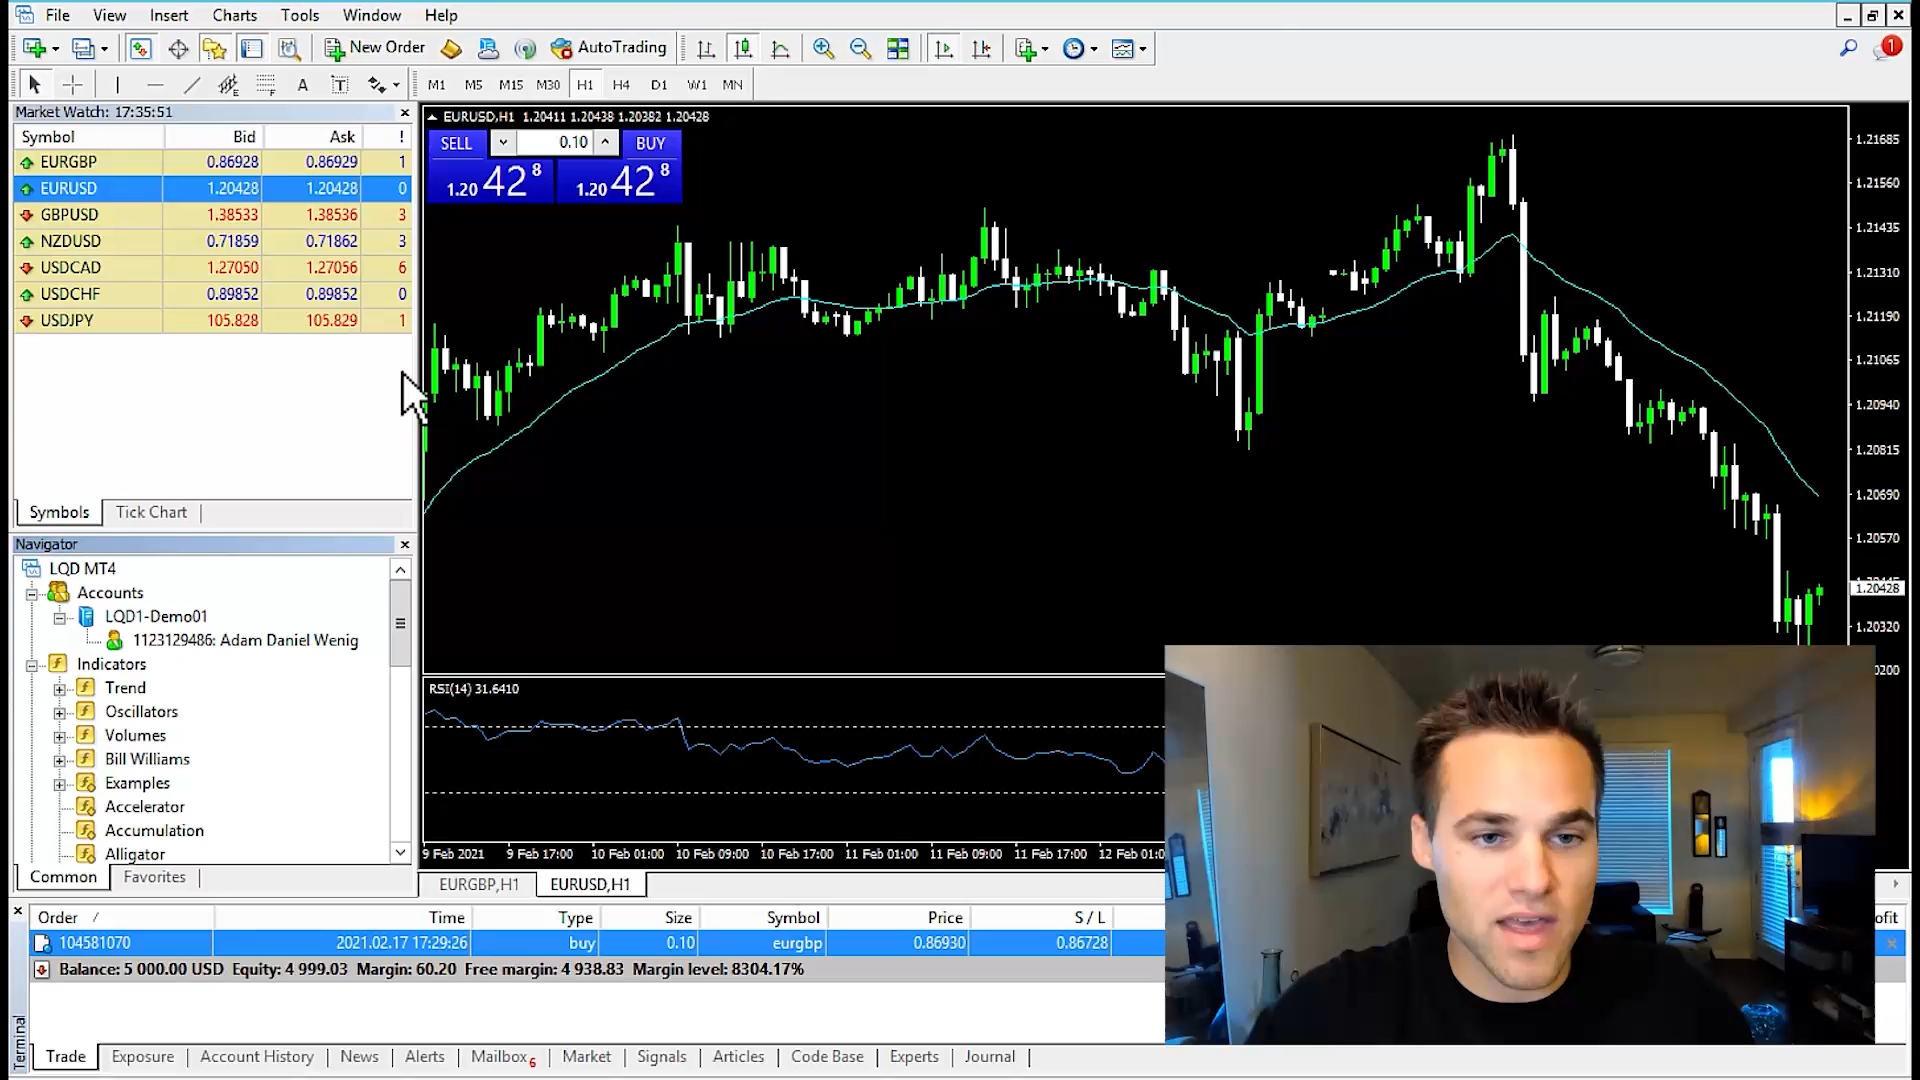 File View Insert Charts Tools Window Help
New Order AutoTrading 1
A T M1 M5 M15 M30 H1 H4 D1 W1 MN
Market Watch: 17:35:51
Symbol Bid Ask !
EURGBP 0.86928 0.86929 1
EURUSD 1.20428 1.20428 0
GBPUSD 1.38533 1.38536 3
NZDUSD 0.71859 0.71862 3
USDCAD 1.27050 1.27056 6
USDCHF 0.89852 0.89852 0
USDJPY 105.828 105.829 1
Symbols Tick Chart
Navigator
LQD MT4
Accounts
LQD1-Demo01
1123129486: Adam Daniel Wenig
Indicators
Trend
Oscillators
Volumes
Bill Williams
Examples
Accelerator
Accumulation
Alligator
Common Favorites
EURUSD,H1 1.20411 1.20438 1.20382 1.20428
SELL 0.10 BUY
1.20 42 8 1.20 42 8
1.21685
1.21560
1.21435
1.21310
1.21190
1.21065
1.20940
1.20815
1.20690
1.20570
1.20428
1.20320
RSI(14) 31.6410
9 Feb 2021 9 Feb 17:00 10 Feb 01:00 10 Feb 09:00 10 Feb 17:00 11 Feb 01:00 11 Feb 09:00 11 Feb 17:00 12 Feb 01:0
EURGBP,H1 EURUSD,H1
Order / Time Type Size Symbol Price S / L ofit
104581070 2021.02.17 17:29:26 buy 0.10 eurgbp 0.86930 0.86728
Balance: 5 000.00 USD Equity: 4 999.03 Margin: 60.20 Free margin: 4 938.83 Margin level: 8304.17%
Terminal
Trade Exposure Account History News Alerts Mailbox 6 Market Signals Articles Code Base Experts Journal